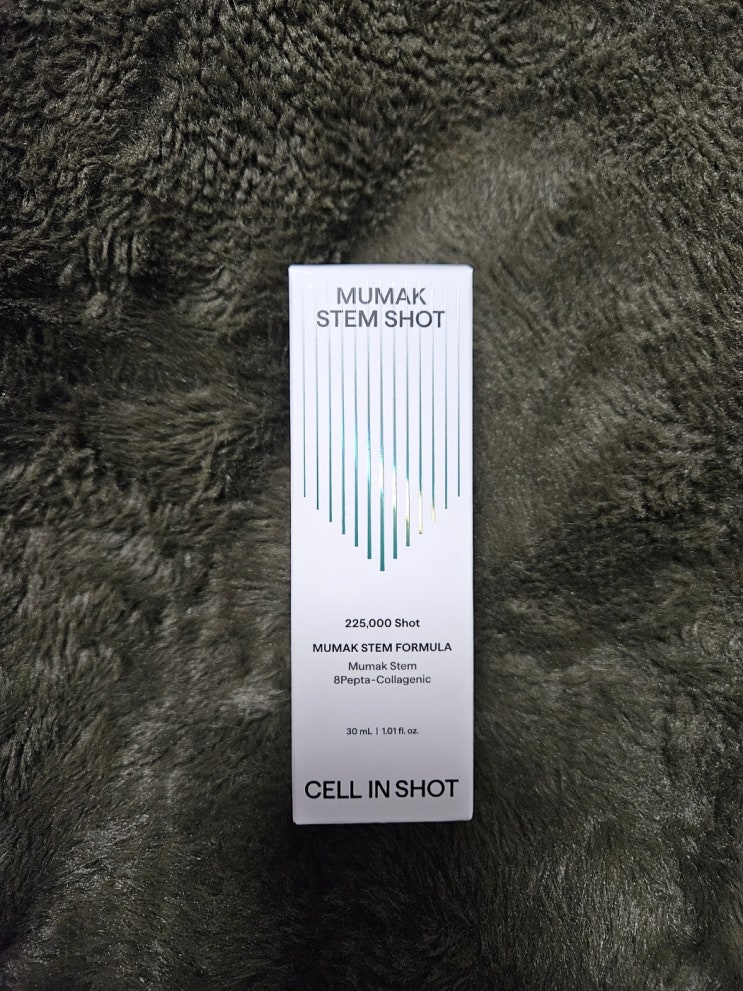 MUMAK
STEM SHOT
225,000 Shot
MUMAK STEM FORMULA
Mumak Stem
8Pepta-Collagenic
30 mL | 1.01 fl. oz.
CELL IN SHOT